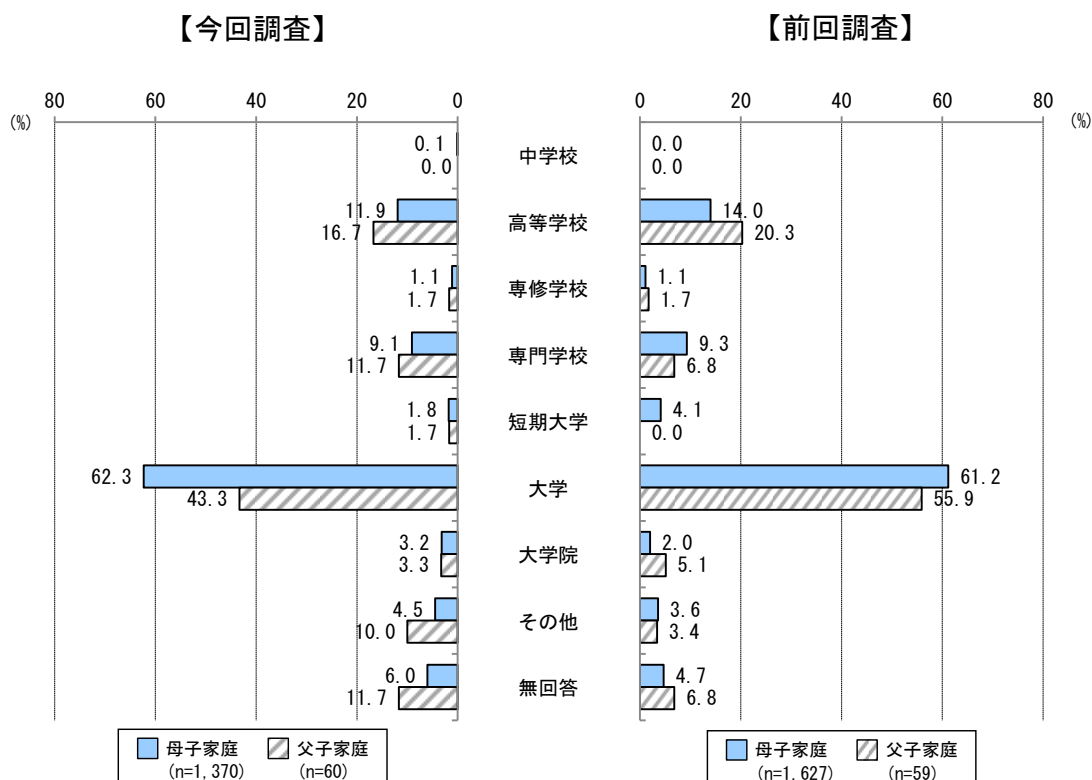 【今回調査】 【前回調査】
80 60 40 20 0 0 20 40 60 80
(%) (%)
0.1 中学校 0.0
0.0 0.0
11.9 高等学校 14.0
16.7 20.3
1.1 専修学校 1.1
1.7 1.7
9.1 専門学校 9.3
11.7 6.8
1.8 短期大学 4.1
1.7 0.0
62.3 大学 61.2
43.3 55.9
3.2 大学院 2.0
3.3 5.1
4.5 その他 3.6
10.0 3.4
6.0 無回答 4.7
11.7 6.8
母子家庭 父子家庭 母子家庭 父子家庭
(n=1,370) (n=60) (n=1,627) (n=59)